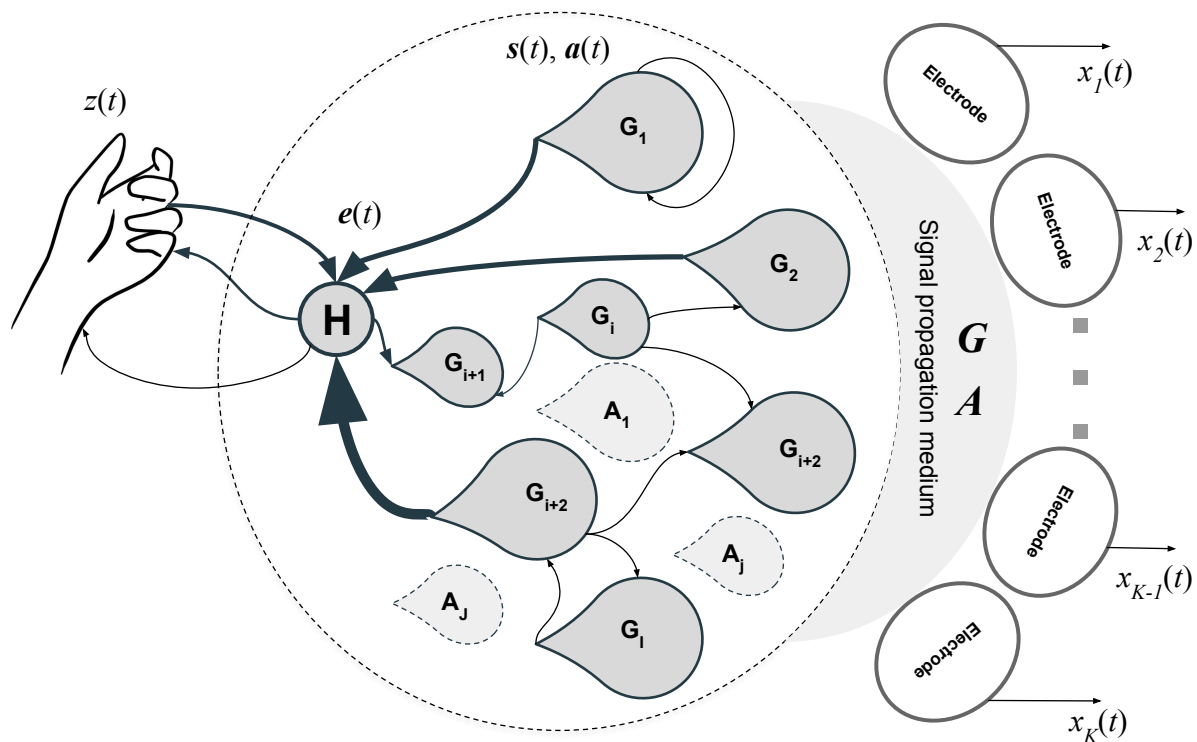 z(t)
s(t), a(t)
e(t)
H
G1
G2
Gi
Gi+1
A1
Gi+2
Gi+2
Aj
AJ
Gl
Signal propagation medium
G
A
Electrode
x1(t)
Electrode
x2(t)
Electrode
xK-1(t)
Electrode
xK(t)